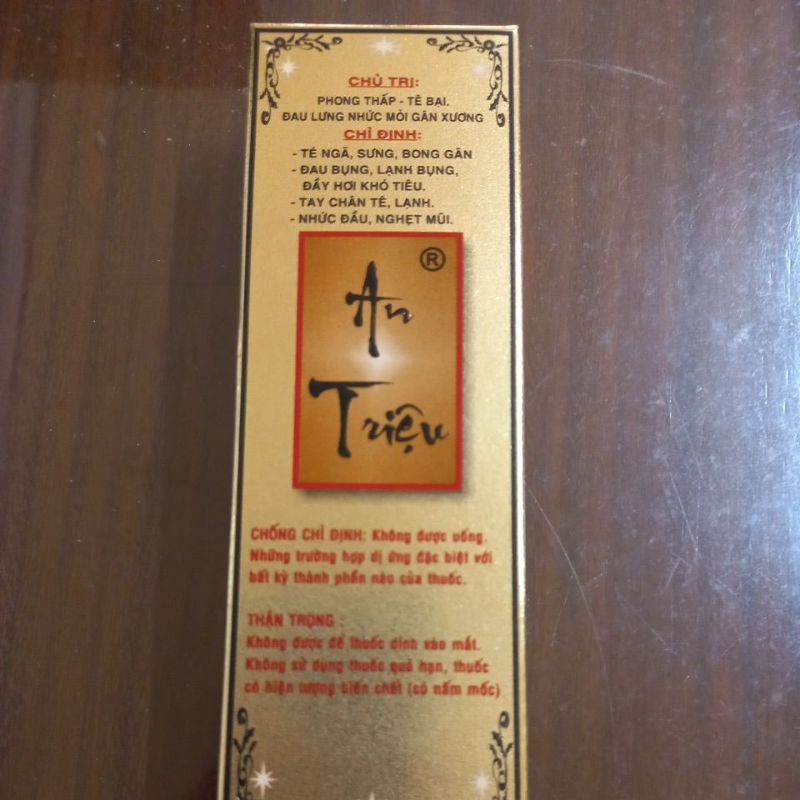 CHỦ TRỊ:
PHONG THẤP - TÊ BẠI.
ĐAU LƯNG NHỨC MỎI GÂN XƯƠNG
CHỈ ĐỊNH:
- TÉ NGÃ, SƯNG, BONG GÂN
- ĐAU BỤNG, LẠNH BỤNG,
ĐẦY HƠI KHÓ TIÊU.
- TAY CHÂN TÊ, LẠNH.
- NHỨC ĐẦU, NGHẸT MŨI.
®
An
Triệu
CHỐNG CHỈ ĐỊNH: Không được uống.
Những trường hợp dị ứng đặc biệt với
bất kỳ thành phần nào của thuốc.
THẬN TRỌNG :
Không được để thuốc dính vào mắt.
Không sử dụng thuốc quá hạn, thuốc
có hiện tượng biến chất (có nấm mốc)